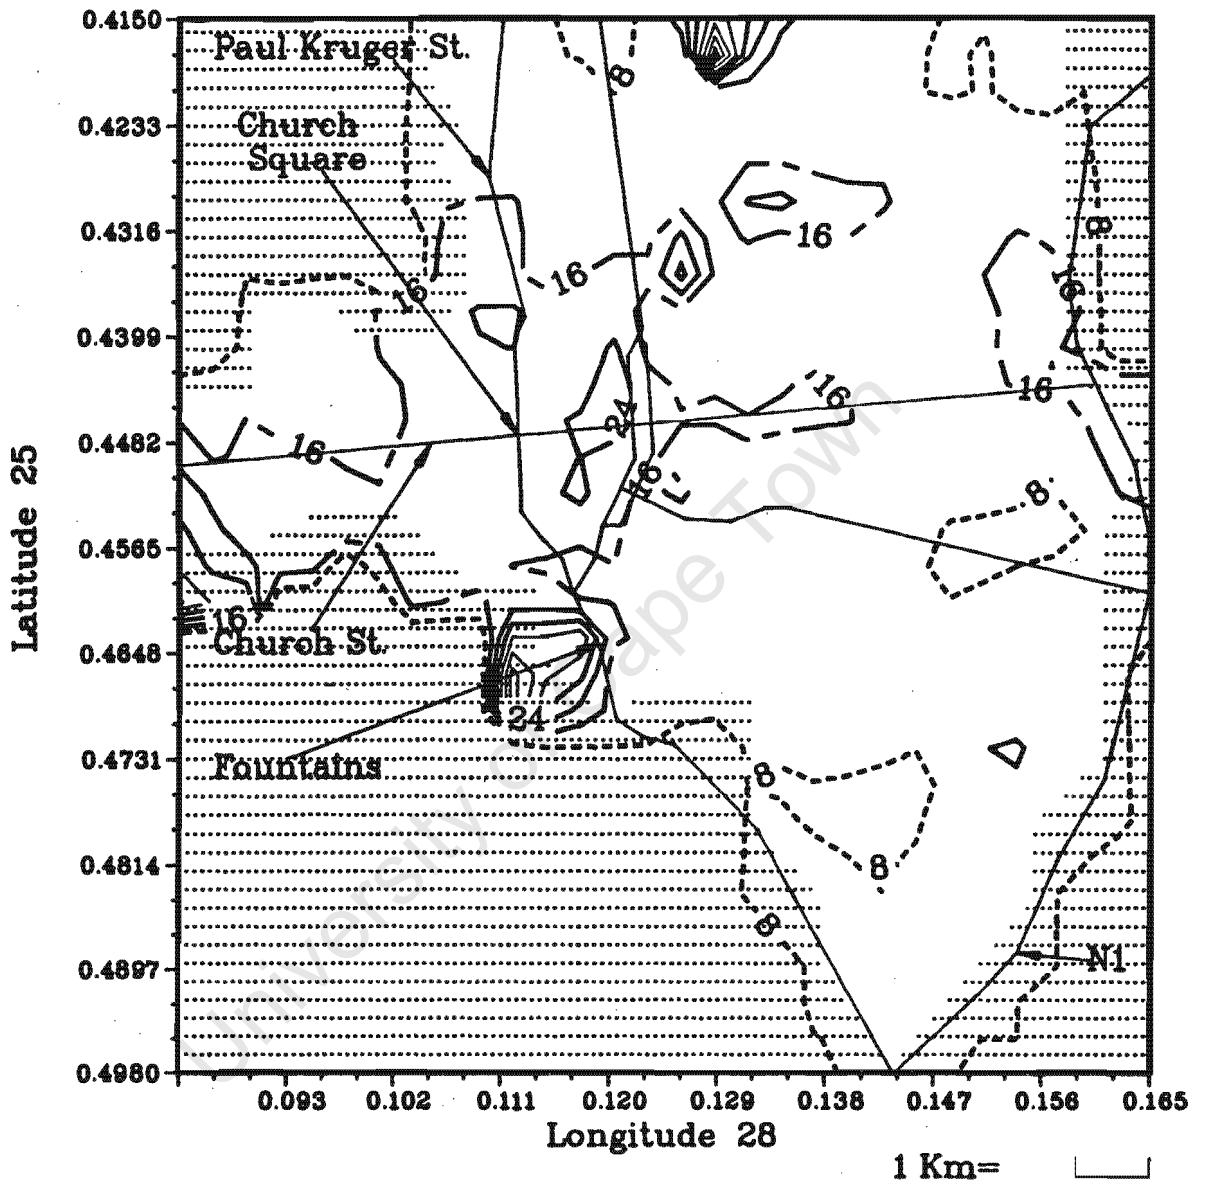 0.4150
Paul Kruger St.
8
Church
Square
0.4233
8
0.4316
16
16
16
16
0.4399
16
16
24
0.4482
16
16
8
0.4565
16
Church St.
0.4648
24
Fountains
0.4731
8
0.4814
8
8
0.4897
N1
0.4980
0.093 0.102 0.111 0.120 0.129 0.138 0.147 0.156 0.165
Latitude 25
Longitude 28
1 Km=
University of Cape Town